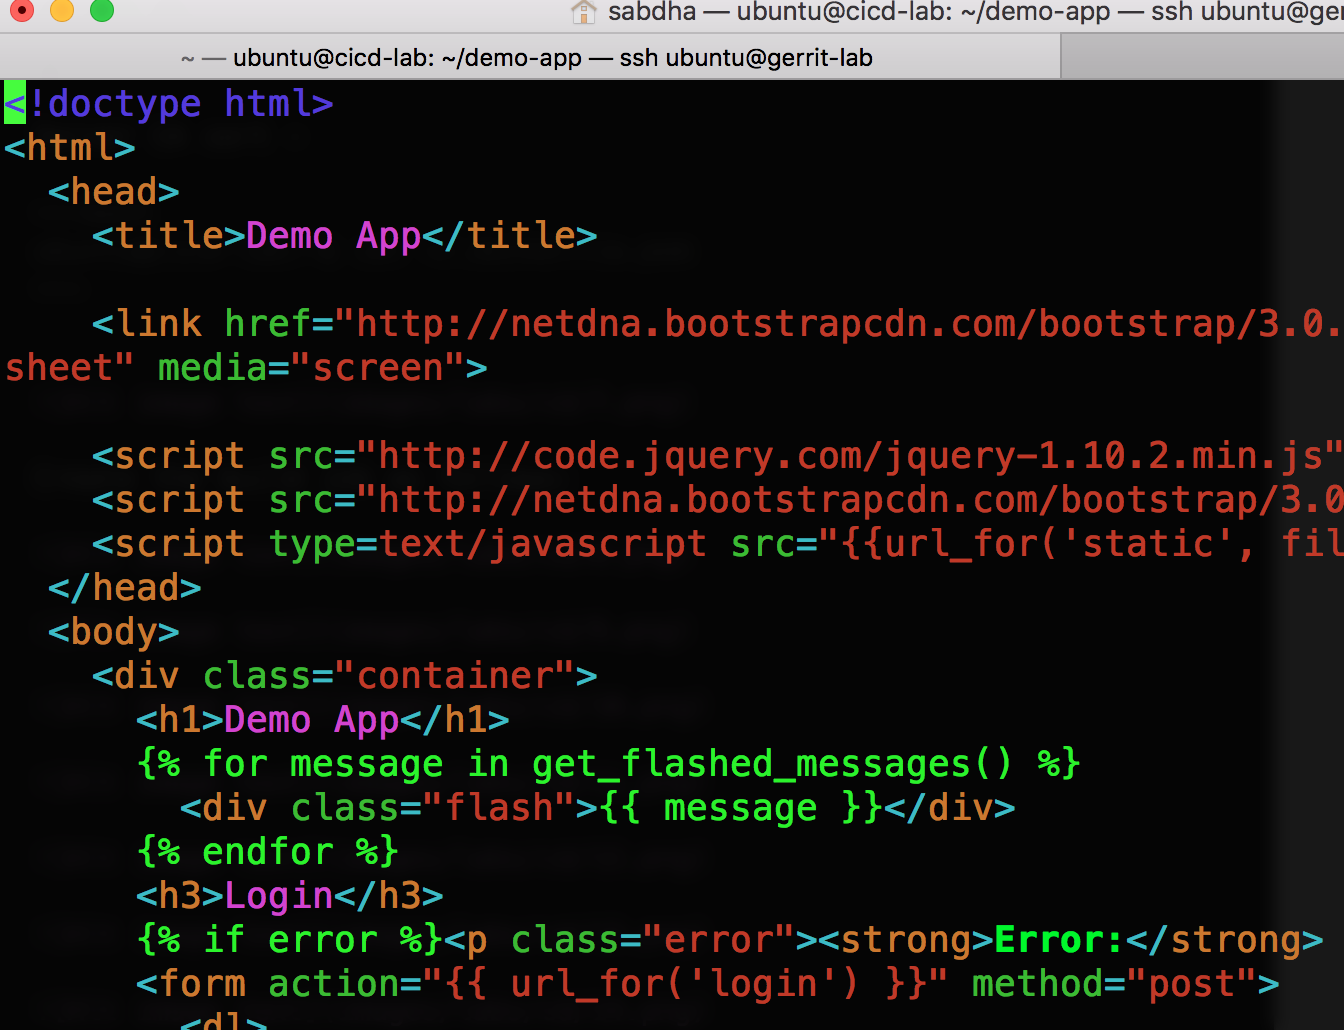 sabdha — ubuntu@cicd-lab: ~/demo-app — ssh ubuntu@ger
~ — ubuntu@cicd-lab: ~/demo-app — ssh ubuntu@gerrit-lab
<!doctype html>
<html>
  <head>
    <title>Demo App</title>

    <link href="http://netdna.bootstrapcdn.com/bootstrap/3.0.
sheet" media="screen">

    <script src="http://code.jquery.com/jquery-1.10.2.min.js"
    <script src="http://netdna.bootstrapcdn.com/bootstrap/3.0
    <script type=text/javascript src="{{url_for('static', fil
  </head>
  <body>
    <div class="container">
      <h1>Demo App</h1>
      {% for message in get_flashed_messages() %}
        <div class="flash">{{ message }}</div>
      {% endfor %}
      <h3>Login</h3>
      {% if error %}<p class="error"><strong>Error:</strong>
      <form action="{{ url_for('login') }}" method="post">
        <dl>